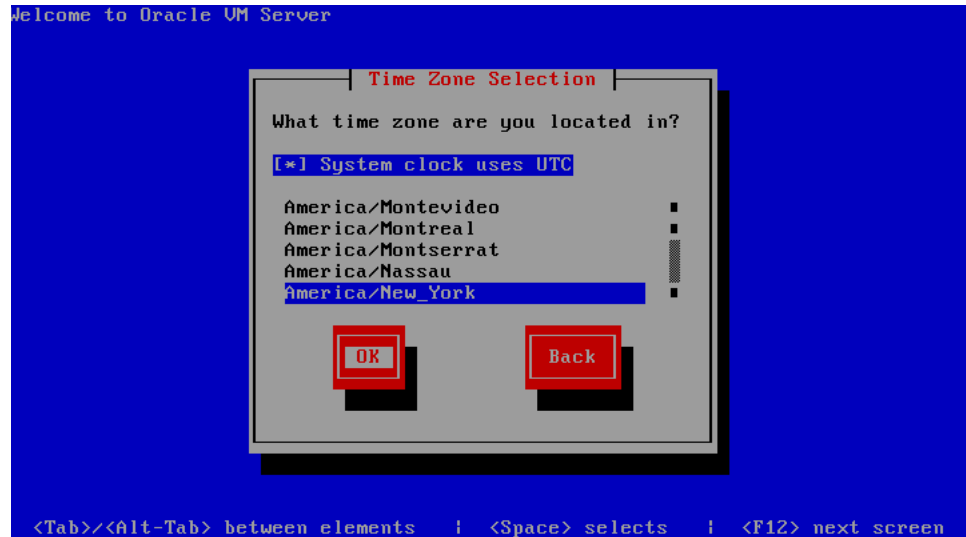 Welcome to Oracle VM Server
Time Zone Selection
What time zone are you located in?
[*] System clock uses UTC
America/Montevideo
America/Montreal
America/Montserrat
America/Nassau
America/New_York
OK Back
<Tab>/<Alt-Tab> between elements | <Space> selects | <F12> next screen